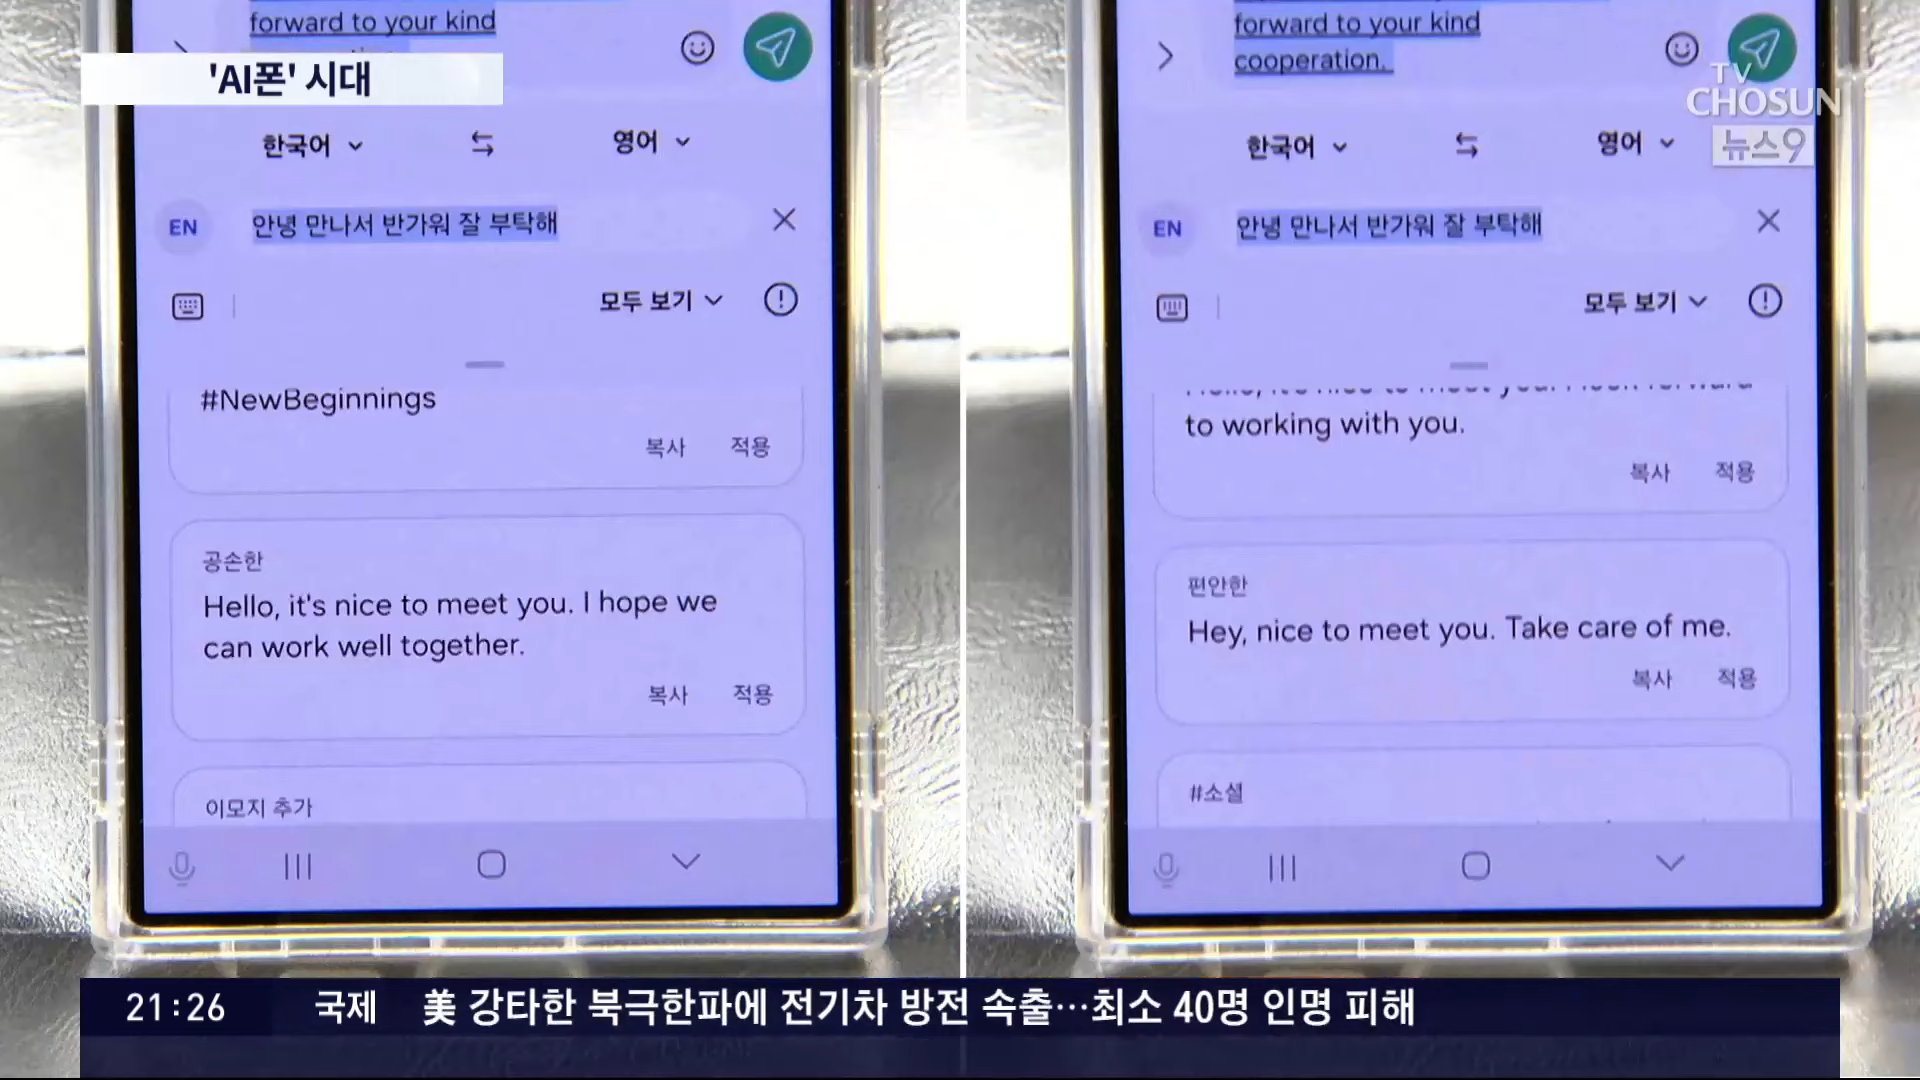 'AI폰' 시대
TV
CHOSUN
뉴스9
forward to your kind
한국어
영어
EN
안녕 만나서 반가워 잘 부탁해
모두 보기
#NewBeginnings
복사
적용
공손한
Hello, it's nice to meet you. I hope we
can work well together.
복사
적용
이모지 추가
forward to your kind
cooperation.
한국어
영어
EN
안녕 만나서 반가워 잘 부탁해
모두 보기
to working with you.
복사
적용
편안한
Hey, nice to meet you. Take care of me.
복사
적용
#소셜
21:26 국제 美 강타한 북극한파에 전기차 방전 속출…최소 40명 인명 피해